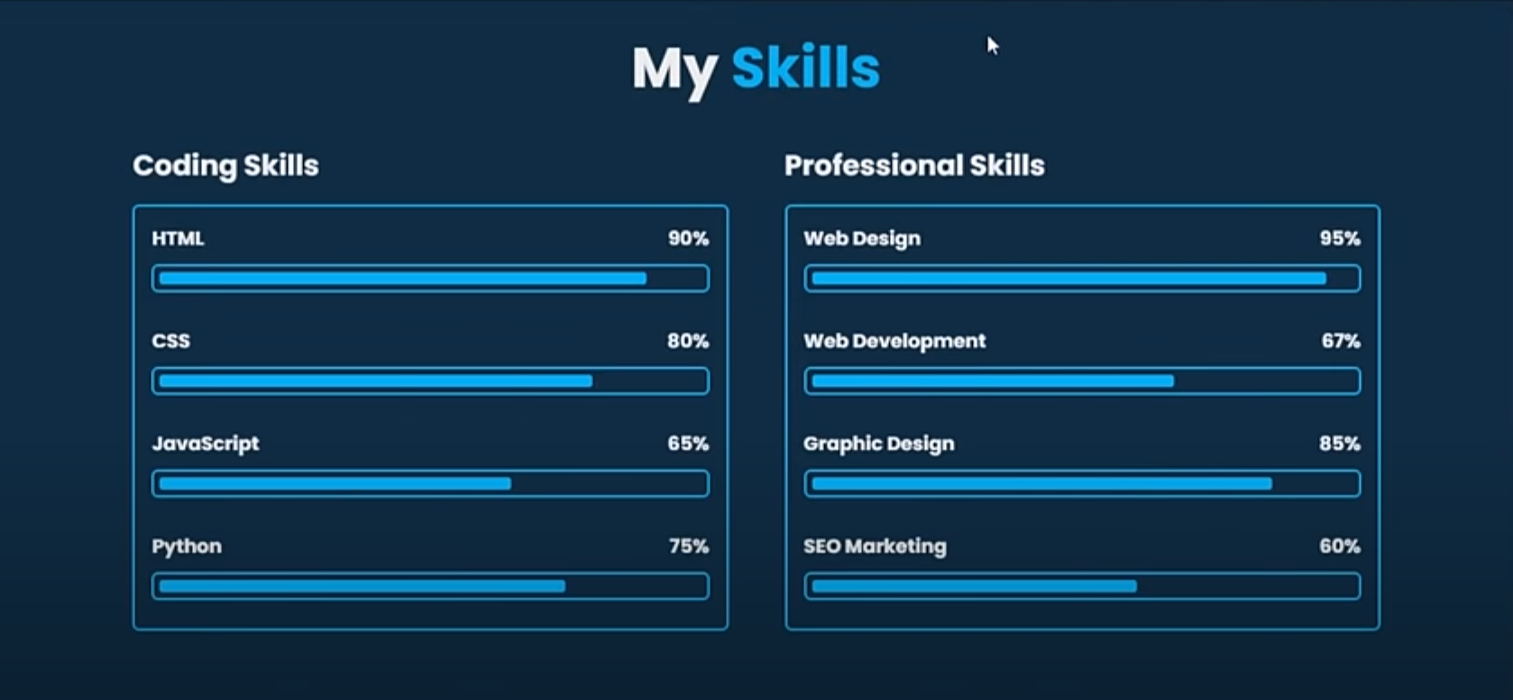 My Skills
Coding Skills
HTML 90%
CSS 80%
JavaScript 65%
Python 75%
Professional Skills
Web Design 95%
Web Development 67%
Graphic Design 85%
SEO Marketing 60%